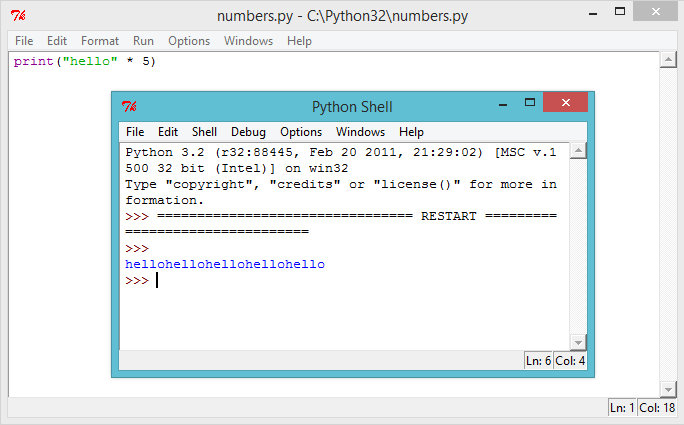 numbers.py - C:\Python32\numbers.py
File Edit Format Run Options Windows Help
print("hello" * 5)
Python Shell
File Edit Shell Debug Options Windows Help
Python 3.2 (r32:88445, Feb 20 2011, 21:29:02) [MSC v.1
500 32 bit (Intel)] on win32
Type "copyright", "credits" or "license()" for more in
formation.
>>> ================================ RESTART =========
=======================
>>>
hellohellohellohellohello
>>>
Ln: 6 Col: 4
Ln: 1 Col: 18